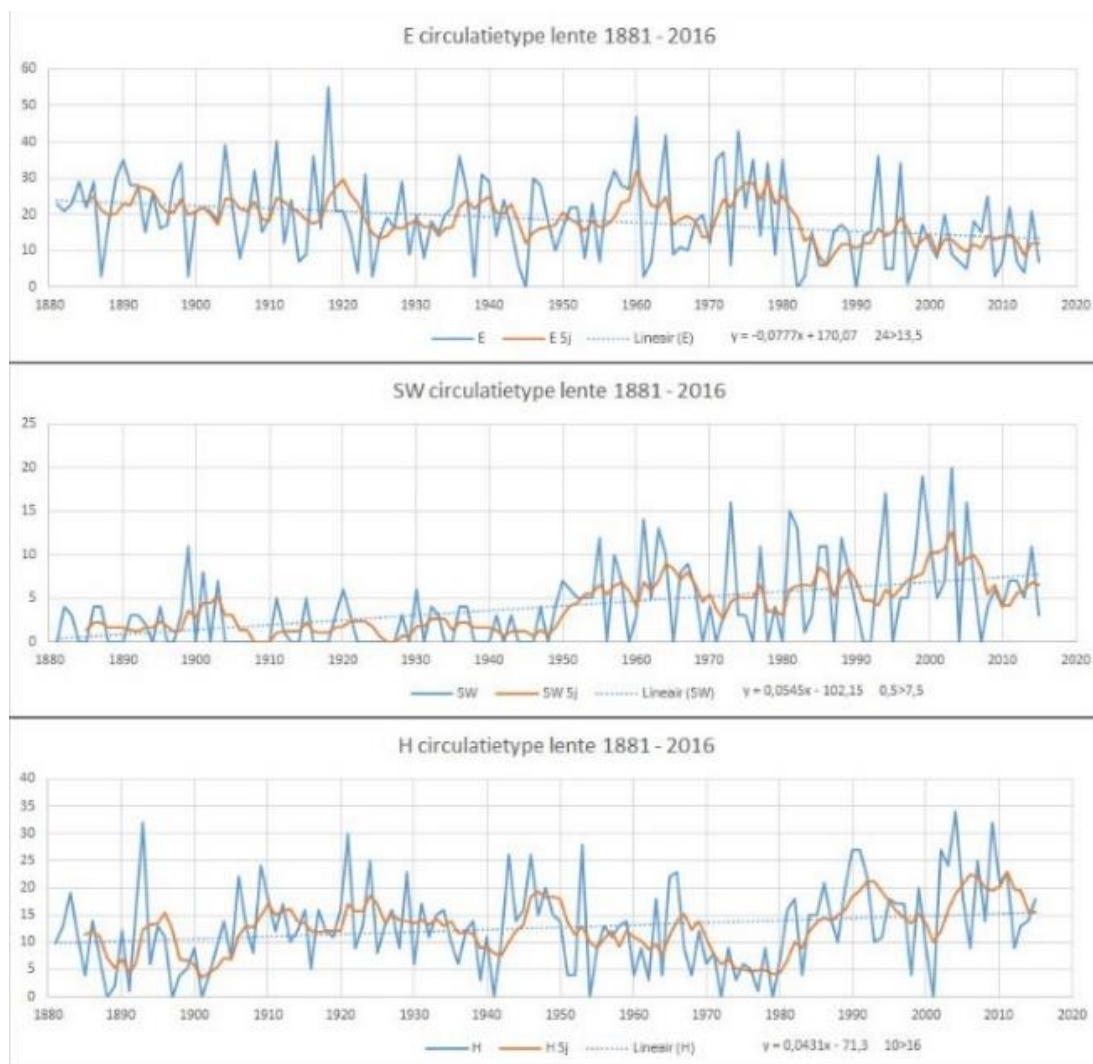 E circulatietype lente 1881 - 2016
60
50
40
30
20
10
0
1880 1890 1900 1910 1920 1930 1940 1950 1960 1970 1980 1990 2000 2010 2020
E E 5j Lineair (E) y = -0,0777x + 170,07 24>13,5
SW circulatietype lente 1881 - 2016
25
20
15
10
5
0
1880 1890 1900 1910 1920 1930 1940 1950 1960 1970 1980 1990 2000 2010 2020
SW SW 5j Lineair (SW) y = 0,0545x - 102,15 0,5>7,5
H circulatietype lente 1881 - 2016
40
35
30
25
20
15
10
5
0
1880 1890 1900 1910 1920 1930 1940 1950 1960 1970 1980 1990 2000 2010 2020
H H 5j Lineair (H) y = 0,0431x - 71,3 10>16